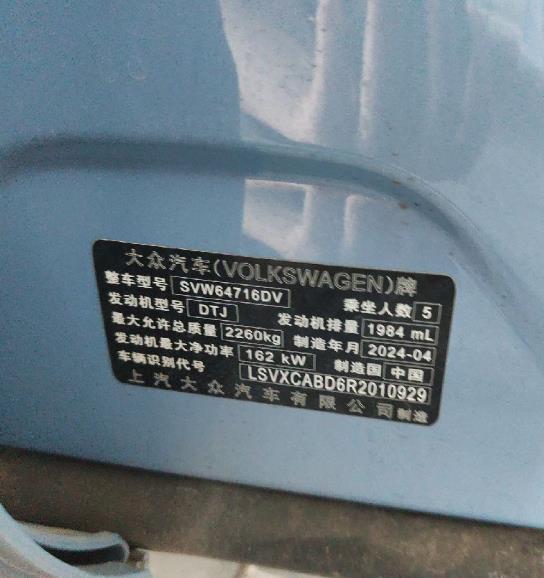 大众汽车(VOLKSWAGEN)牌
整车型号 SVW64716DV 乘坐人数 5
发动机型号 DTJ 发动机排量 1984 mL
最大允许总质量 2260kg 制造年月 2024-04
发动机最大净功率 162 kW 制造国 中国
车辆识别代号 LSVXCABD6R2010929
上汽大众汽车有限公司制造